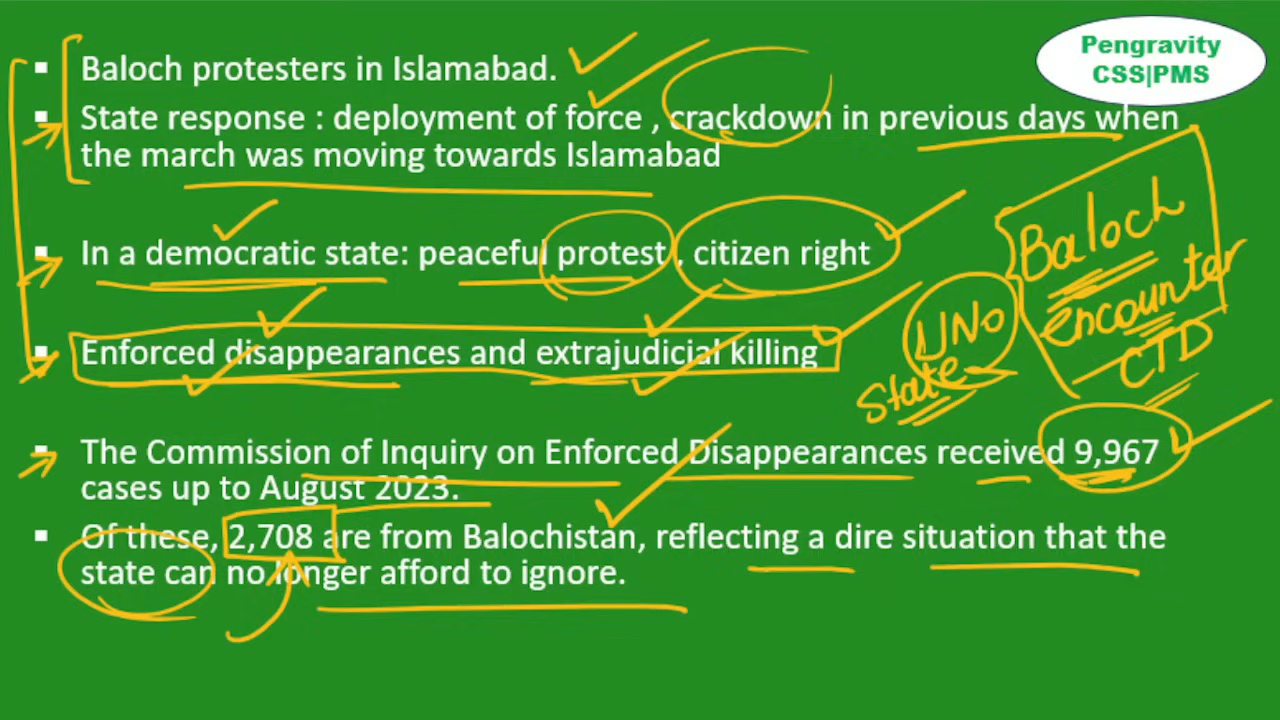 Pengravity
CSS|PMS
▪ Baloch protesters in Islamabad.
▪ State response : deployment of force , crackdown in previous days when
the march was moving towards Islamabad
▪ In a democratic state: peaceful protest , citizen right
▪ Enforced disappearances and extrajudicial killing
▪ The Commission of Inquiry on Enforced Disappearances received 9,967
cases up to August 2023.
▪ Of these, 2,708 are from Balochistan, reflecting a dire situation that the
state can no longer afford to ignore.
Baloch
encounter
CTD
UNO
State